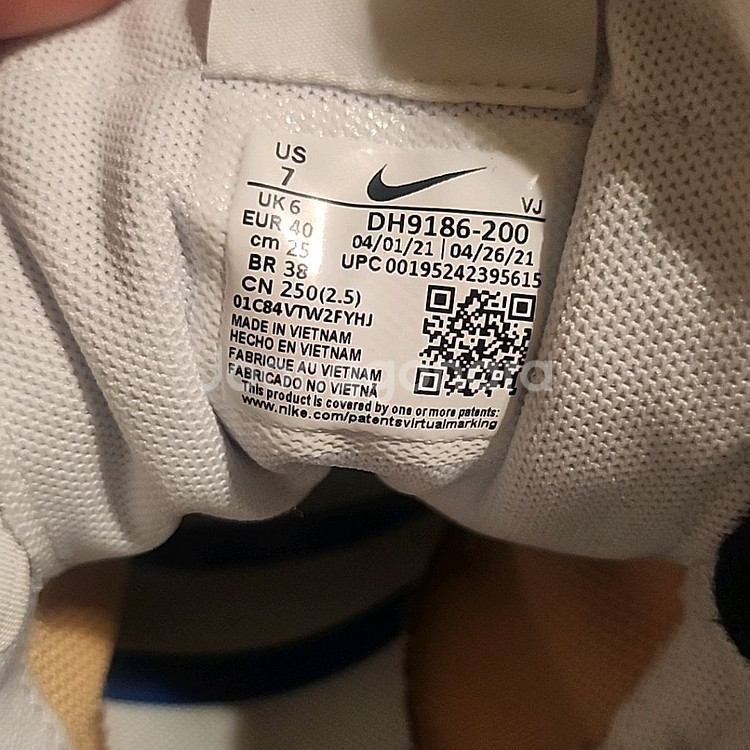 US
7
UK 6
EUR 40
cm 25
BR 38
CN 250(2.5)
VJ
DH9186-200
04/01/21 | 04/26/21
UPC 00195242395615
01C84VTW2FYHJ
MADE IN VIETNAM
HECHO EN VIETNAM
FABRIQUE AU VIETNAM
FABRICADO NO VIETNÃ
This product is covered by one or more patents:
www.nike.com/patentsvirtualmarking